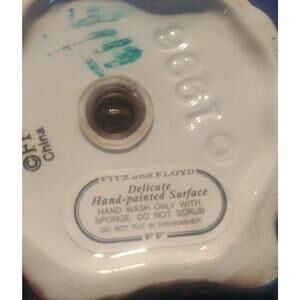 © 1996
©FF
China
FITZ and FLOYD
Delicate
Hand-painted Surface
HAND WASH ONLY WITH
SPONGE, DO NOT SCRUB
DO NOT PUT IN DISHWASHER
FF